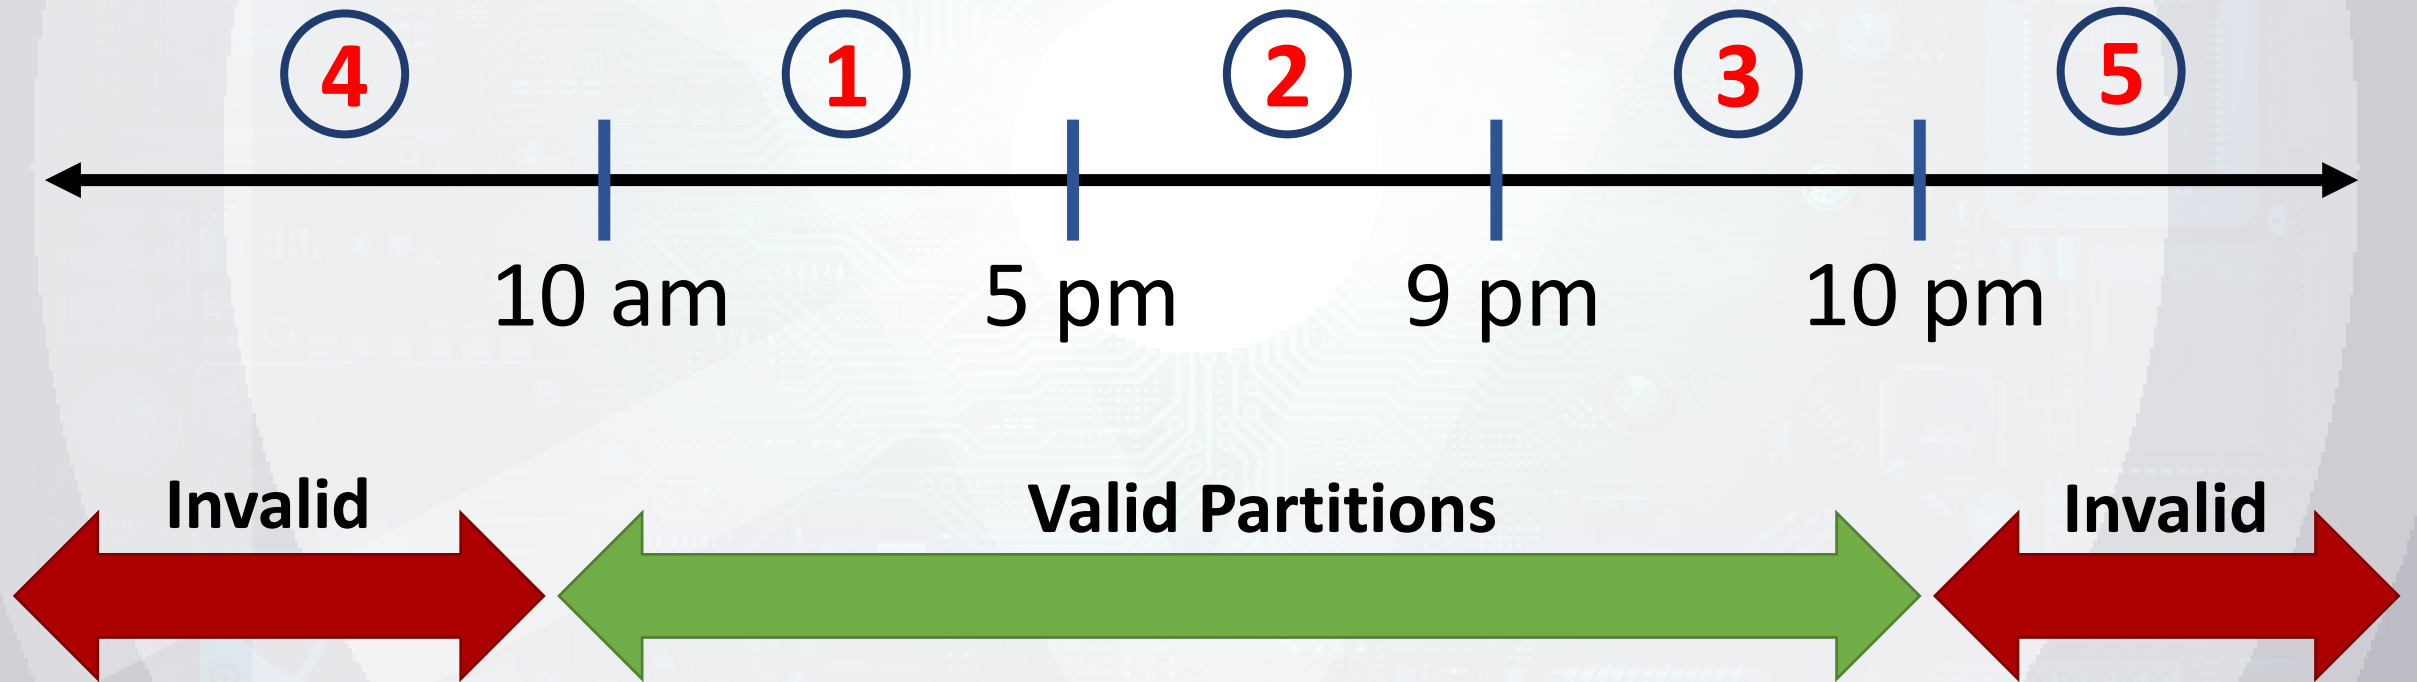 4 1 2 3 5
10 am 5 pm 9 pm 10 pm
Invalid Valid Partitions Invalid